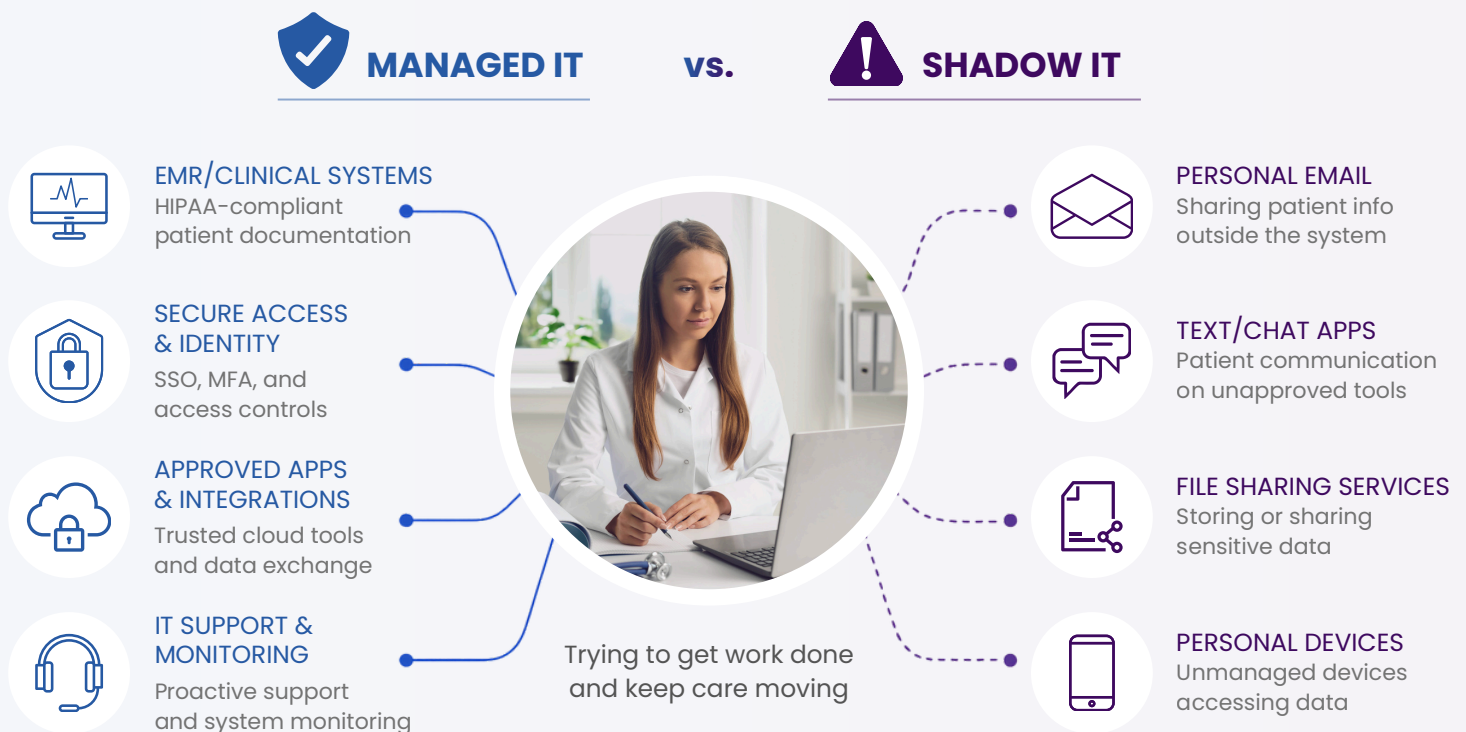 MANAGED IT
vs.
SHADOW IT
EMR/CLINICAL SYSTEMS
HIPAA-compliant
patient documentation
SECURE ACCESS
& IDENTITY
SSO, MFA, and
access controls
APPROVED APPS
& INTEGRATIONS
Trusted cloud tools
and data exchange
IT SUPPORT &
MONITORING
Proactive support
and system monitoring
Trying to get work done
and keep care moving
PERSONAL EMAIL
Sharing patient info
outside the system
TEXT/CHAT APPS
Patient communication
on unapproved tools
FILE SHARING SERVICES
Storing or sharing
sensitive data
PERSONAL DEVICES
Unmanaged devices
accessing data